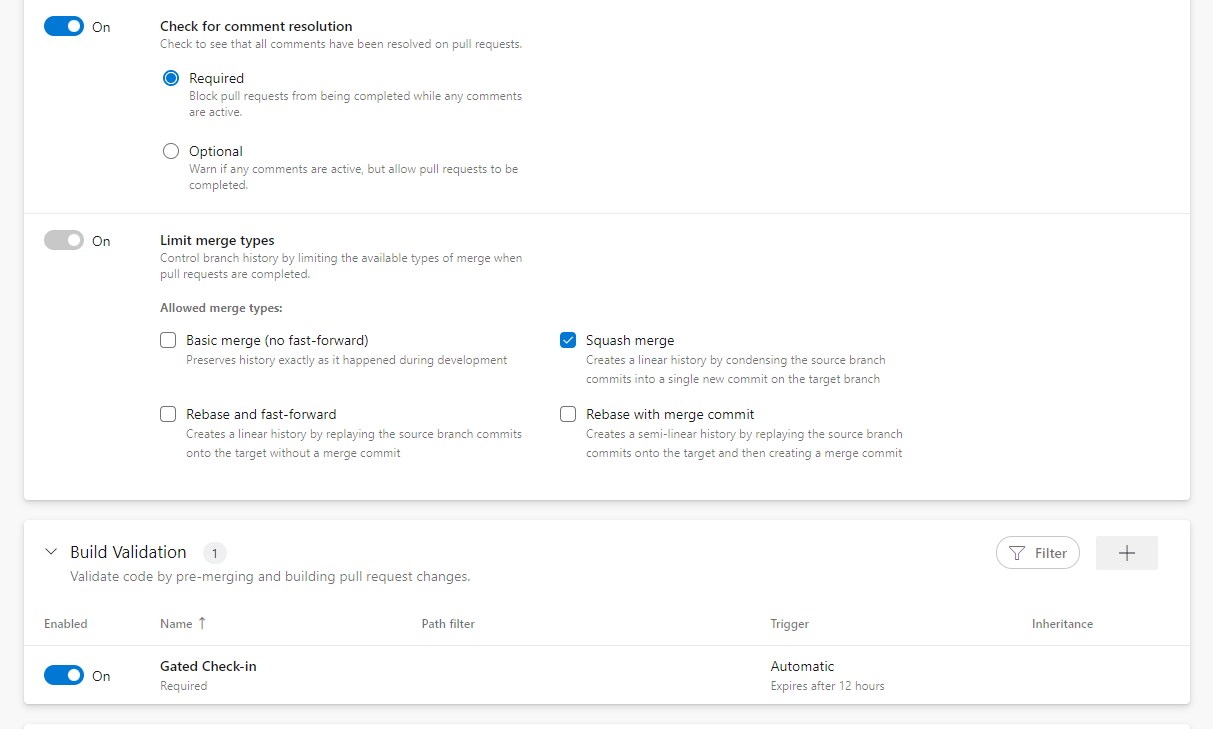 On
Check for comment resolution
Check to see that all comments have been resolved on pull requests.
Required
Block pull requests from being completed while any comments
are active.
Optional
Warn if any comments are active, but allow pull requests to be
completed.
On
Limit merge types
Control branch history by limiting the available types of merge when
pull requests are completed.
Allowed merge types:
Basic merge (no fast-forward)
Preserves history exactly as it happened during development
Squash merge
Creates a linear history by condensing the source branch
commits into a single new commit on the target branch
Rebase and fast-forward
Creates a linear history by replaying the source branch commits
onto the target without a merge commit
Rebase with merge commit
Creates a semi-linear history by replaying the source branch
commits onto the target and then creating a merge commit
Build Validation 1
Validate code by pre-merging and building pull request changes.
Filter
Enabled Name ↑ Path filter Trigger Inheritance
On
Gated Check-in
Required
Automatic
Expires after 12 hours